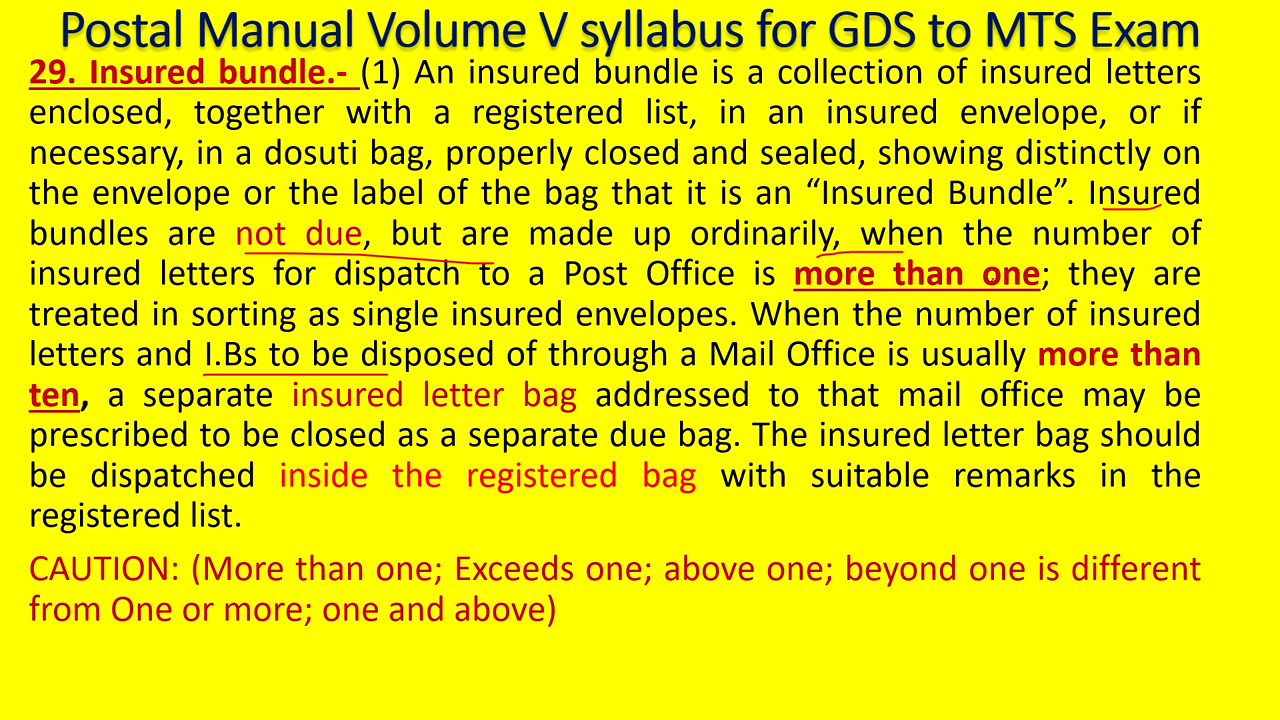 Postal Manual Volume V syllabus for GDS to MTS Exam
29. Insured bundle.- (1) An insured bundle is a collection of insured letters
enclosed, together with a registered list, in an insured envelope, or if
necessary, in a dosuti bag, properly closed and sealed, showing distinctly on
the envelope or the label of the bag that it is an “Insured Bundle”. Insured
bundles are not due, but are made up ordinarily, when the number of
insured letters for dispatch to a Post Office is more than one; they are
treated in sorting as single insured envelopes. When the number of insured
letters and I.Bs to be disposed of through a Mail Office is usually more than
ten, a separate insured letter bag addressed to that mail office may be
prescribed to be closed as a separate due bag. The insured letter bag should
be dispatched inside the registered bag with suitable remarks in the
registered list.
CAUTION: (More than one; Exceeds one; above one; beyond one is different
from One or more; one and above)